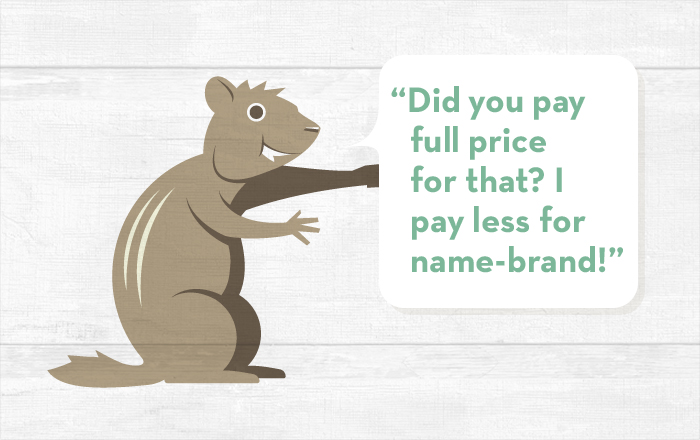 “Did you pay
full price
for that? I
pay less for
name-brand!”